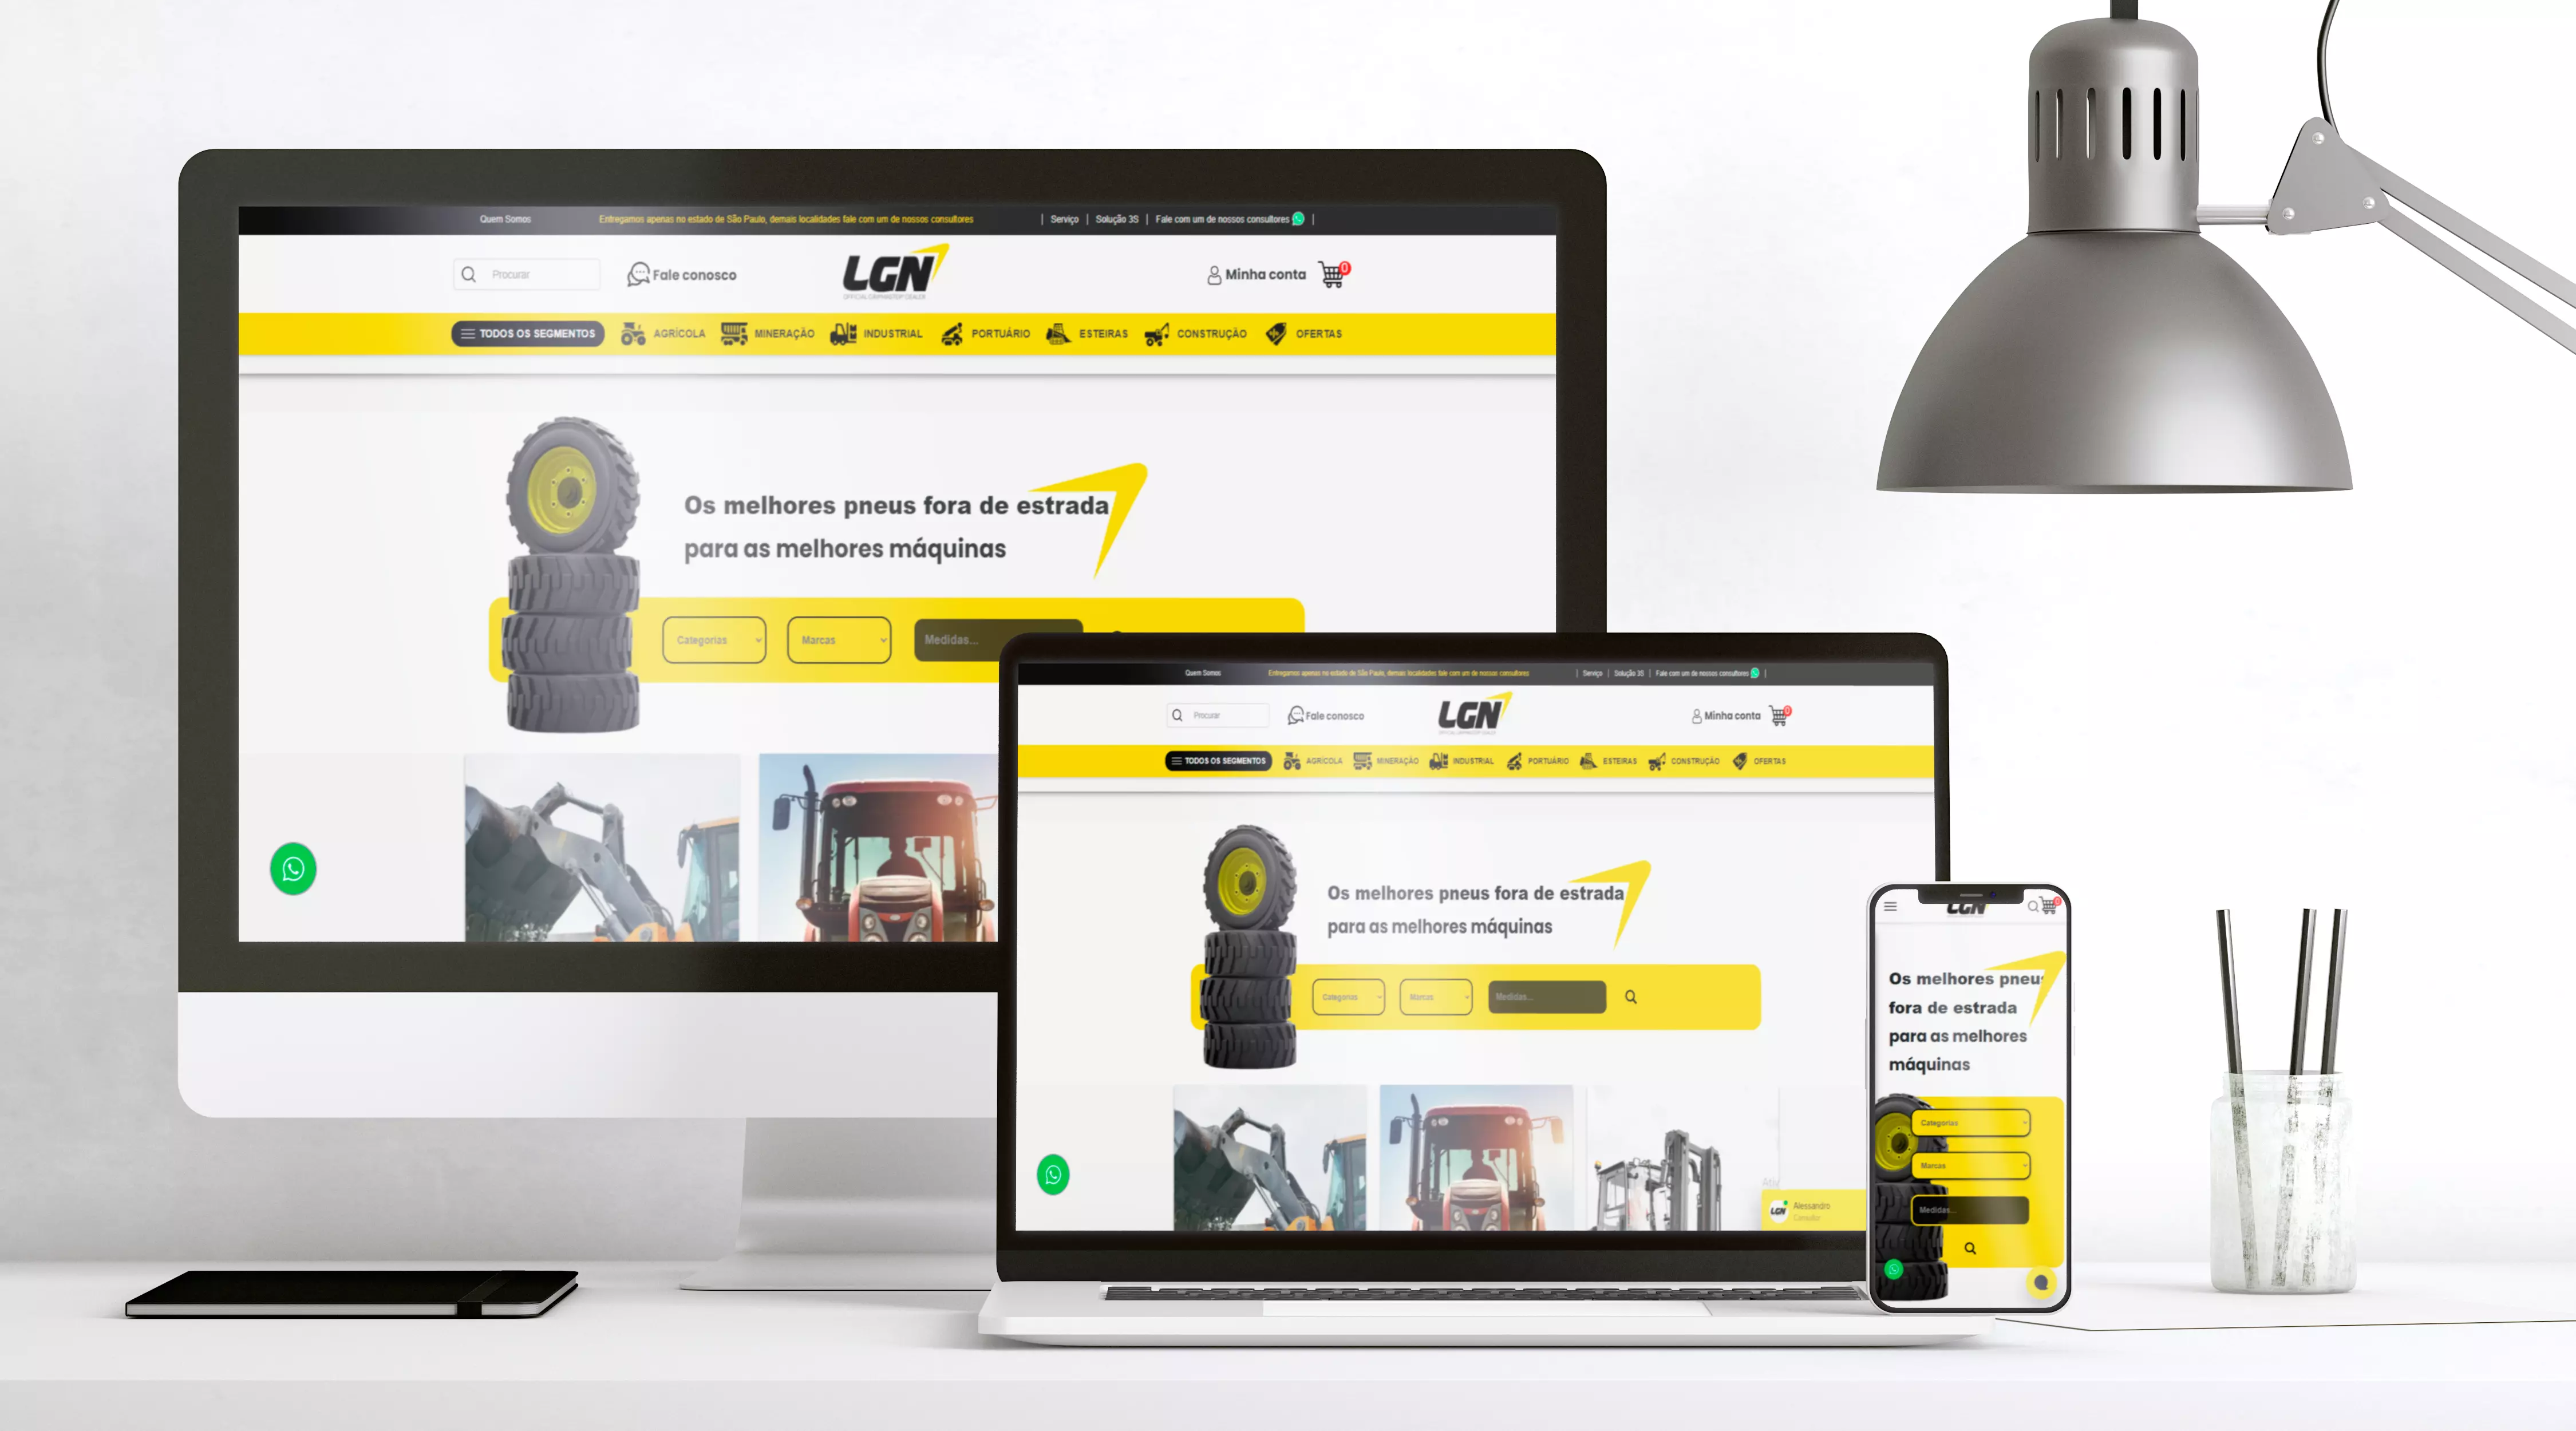 Quem Somos
Entregamos apenas no estado de São Paulo, demais localidades fale com um de nossos consultores
| Serviço | Solução 3S | Fale com um de nossos consultores |
Procurar
Fale conosco
LGN
Minha conta
0
TODOS OS SEGMENTOS
AGRÍCOLA
MINERAÇÃO
INDUSTRIAL
PORTUÁRIO
ESTEIRAS
CONSTRUÇÃO
OFERTAS
Os melhores pneus fora de estrada
para as melhores máquinas
Categorias
Marcas
Medidas...
Quem Somos
Entregamos apenas no estado de São Paulo, demais localidades fale com um de nossos consultores
| Serviço | Solução 3S | Fale com um de nossos consultores |
Procurar
Fale conosco
LGN
Minha conta
0
TODOS OS SEGMENTOS
AGRÍCOLA
MINERAÇÃO
INDUSTRIAL
PORTUÁRIO
ESTEIRAS
CONSTRUÇÃO
OFERTAS
Os melhores pneus fora de estrada
para as melhores máquinas
Categorias
Marcas
Medidas...
LGN
Alessandro
Consultor
LGN
Os melhores pneus
fora de estrada
para as melhores
máquinas
Categorias
Marcas
Medidas...